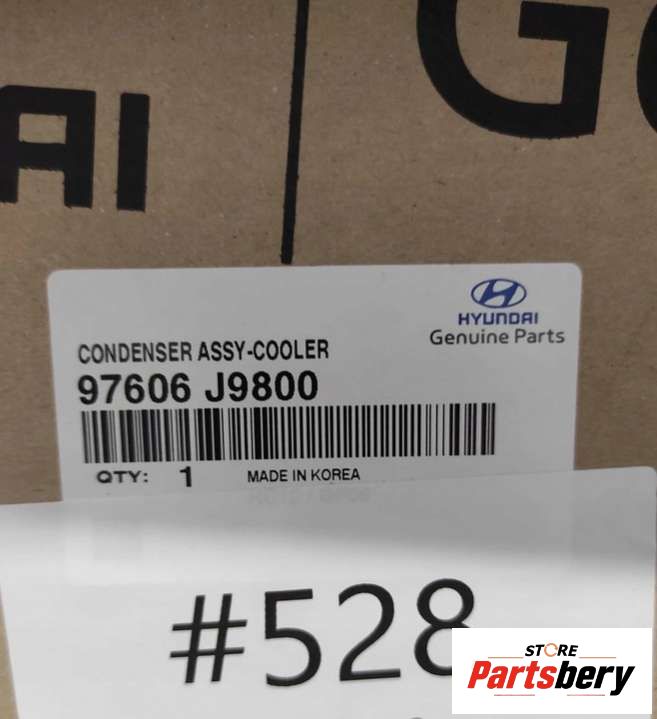 AI
G
HYUNDAI
Genuine Parts
CONDENSER ASSY-COOLER
97606 J9800
QTY: 1 MADE IN KOREA
#528
STORE
Partsbery